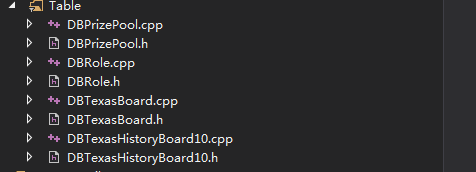 Table
DBPrizePool.cpp
DBPrizePool.h
DBRole.cpp
DBRole.h
DBTexasBoard.cpp
DBTexasBoard.h
DBTexasHistoryBoard10.cpp
DBTexasHistoryBoard10.h